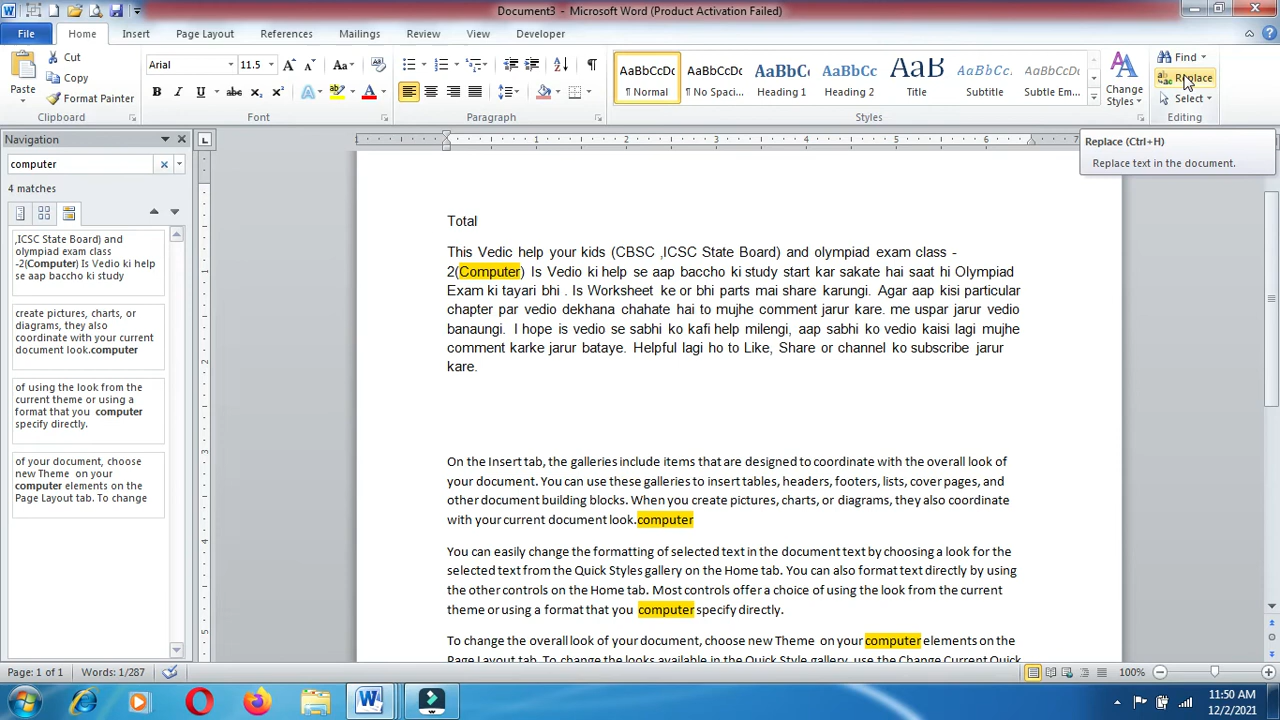 Document3 - Microsoft Word (Product Activation Failed)
File Home Insert Page Layout References Mailings Review View Developer
Paste
Cut
Copy
Format Painter
Clipboard
Arial 11.5
Font
Paragraph
AaBbCcDc
¶ Normal
AaBbCcDc
¶ No Spaci...
AaBbCc
Heading 1
AaBbCc
Heading 2
AaB
Title
AaBbCc.
Subtitle
AaBbCcDc
Subtle Em...
Change
Styles
Styles
Find
Replace
Select
Editing
Replace (Ctrl+H)
Replace text in the document.
Navigation
computer
4 matches
,ICSC State Board) and
olympiad exam class
-2(Computer) Is Vedio ki help
se aap baccho ki study
create pictures, charts, or
diagrams, they also
coordinate with your current
document look.computer
of using the look from the
current theme or using a
format that you computer
specify directly.
of your document, choose
new Theme on your
computer elements on the
Page Layout tab. To change
Total
This Vedic help your kids (CBSC ,ICSC State Board) and olympiad exam class -
2(Computer) Is Vedio ki help se aap baccho ki study start kar sakate hai saat hi Olympiad
Exam ki tayari bhi . Is Worksheet ke or bhi parts mai share karungi. Agar aap kisi particular
chapter par vedio dekhana chahate hai to mujhe comment jarur kare. me uspar jarur vedio
banaungi. I hope is vedio se sabhi ko kafi help milengi, aap sabhi ko vedio kaisi lagi mujhe
comment karke jarur bataye. Helpful lagi ho to Like, Share or channel ko subscribe jarur
kare.
On the Insert tab, the galleries include items that are designed to coordinate with the overall look of
your document. You can use these galleries to insert tables, headers, footers, lists, cover pages, and
other document building blocks. When you create pictures, charts, or diagrams, they also coordinate
with your current document look.computer
You can easily change the formatting of selected text in the document text by choosing a look for the
selected text from the Quick Styles gallery on the Home tab. You can also format text directly by using
the other controls on the Home tab. Most controls offer a choice of using the look from the current
theme or using a format that you computer specify directly.
To change the overall look of your document, choose new Theme on your computer elements on the
Page Layout tab. To change the looks available in the Quick Style gallery, use the Change Current Quick
Page: 1 of 1 Words: 1/287
100%
11:50 AM
12/2/2021